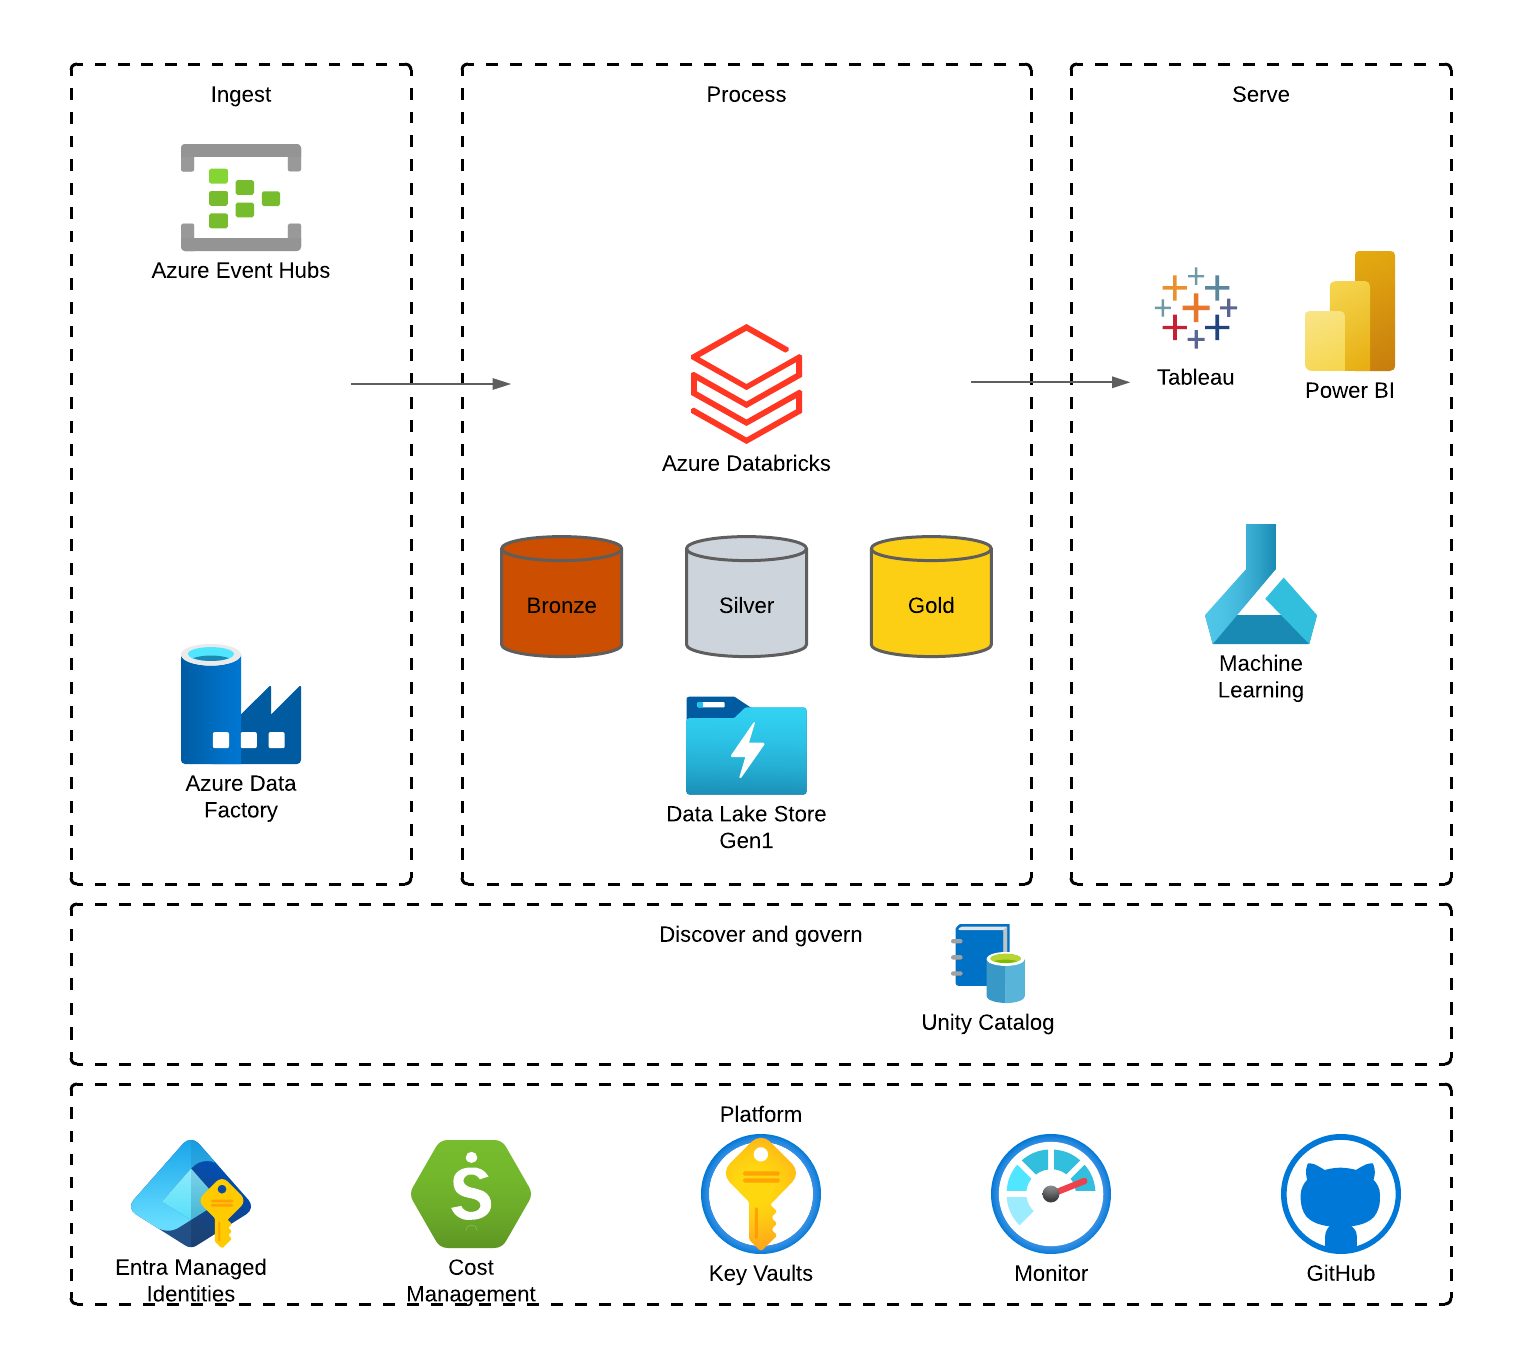 Ingest
Azure Event Hubs
Azure Data
Factory
Process
Azure Databricks
Bronze
Silver
Gold
Data Lake Store
Gen1
Serve
Tableau
Power BI
Machine
Learning
Discover and govern
Unity Catalog
Platform
Entra Managed
Identities
Cost
Management
Key Vaults
Monitor
GitHub